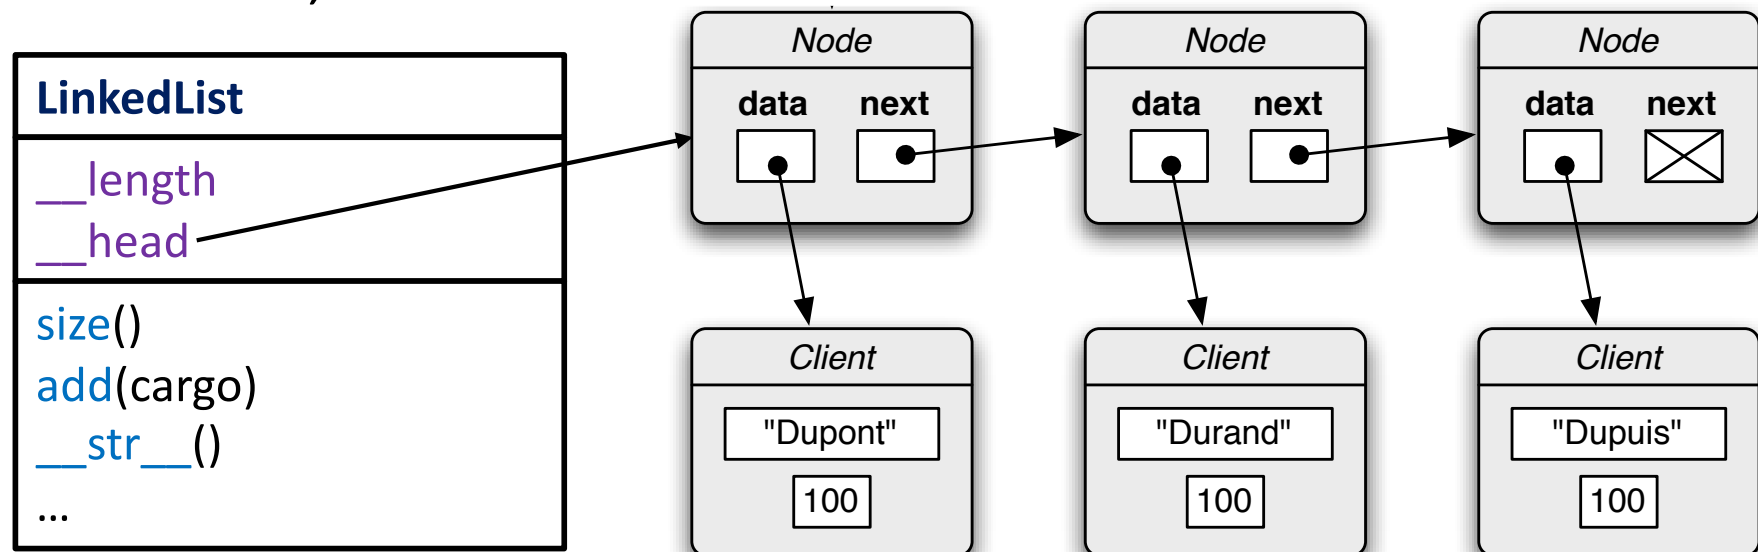 LinkedList
__length
__head
size()
add(cargo)
__str__()
...
Node
data next
Node
data next
Node
data next
Client
"Dupont"
100
Client
"Durand"
100
Client
"Dupuis"
100